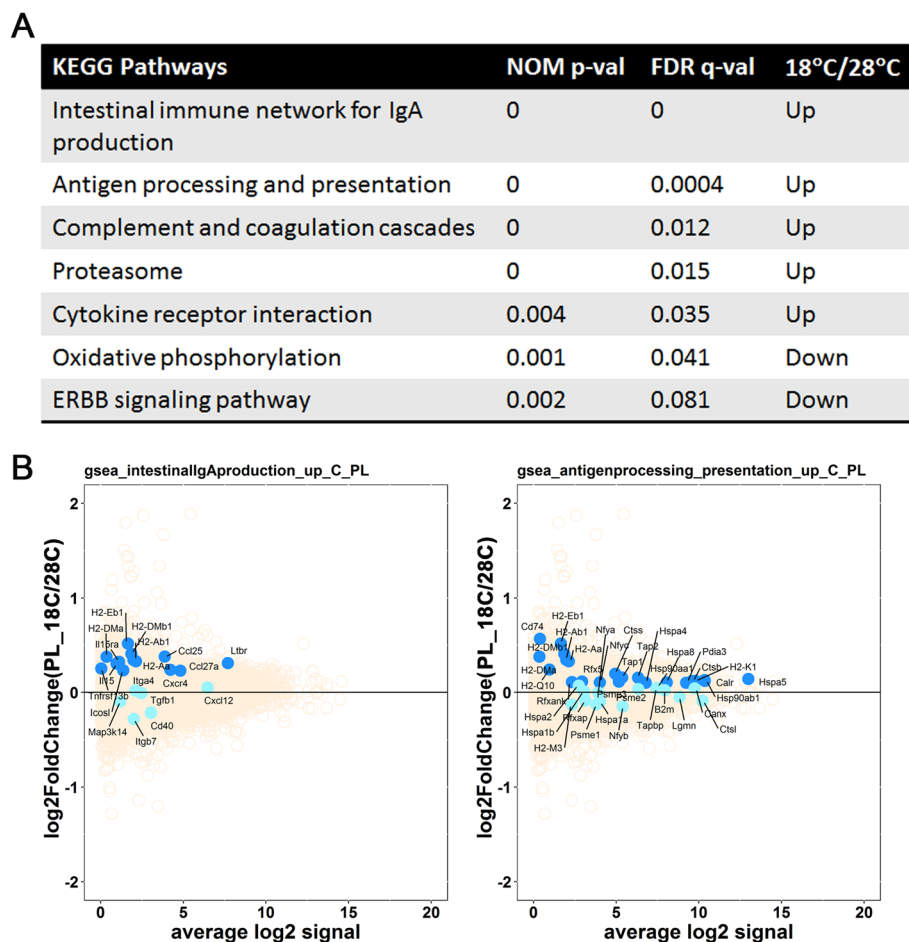 A
KEGG Pathways NOM p-val FDR q-val 18°C/28°C
Intestinal immune network for IgA production 0 0 Up
Antigen processing and presentation 0 0.0004 Up
Complement and coagulation cascades 0 0.012 Up
Proteasome 0 0.015 Up
Cytokine receptor interaction 0.004 0.035 Up
Oxidative phosphorylation 0.001 0.041 Down
ERBB signaling pathway 0.002 0.081 Down
B
gsea_intestinalIgAproduction_up_C_PL
log2FoldChange(PL_18C/28C)
2
1
0
-1
-2
H2-Eb1
H2-DMa
H2-DMb1
Il15ra
H2-Ab1
Ccl25
Ltbr
H2-Aa
Ccl27a
Il15
Itga4
Cxcr4
Tnfrsf13b
Tgfb1
Cxcl12
Icosl
Map3k14
Cd40
Itgb7
0 5 10 15 20
average log2 signal
gsea_antigenprocessing_presentation_up_C_PL
log2FoldChange(PL_18C/28C)
2
1
0
-1
-2
H2-Eb1
Cd74
H2-Ab1
Nfya
Ctss
Hspa4
H2-DMb1
H2-Aa
Nfyc
Tap2
Hspa8
Pdia3
H2-DMa
Rfx5
Tap1
Hsp90aa1
Ctsb
H2-K1
H2-Q10
Calr
Hspa5
Rfxank
Psme3
Psme2
B2m
Hsp90ab1
Hspa2
Rfxap
Hspa1a
Tapbp
Lgmn
Canx
Hspa1b
Psme1
Nfyb
Ctsl
H2-M3
0 5 10 15 20
average log2 signal